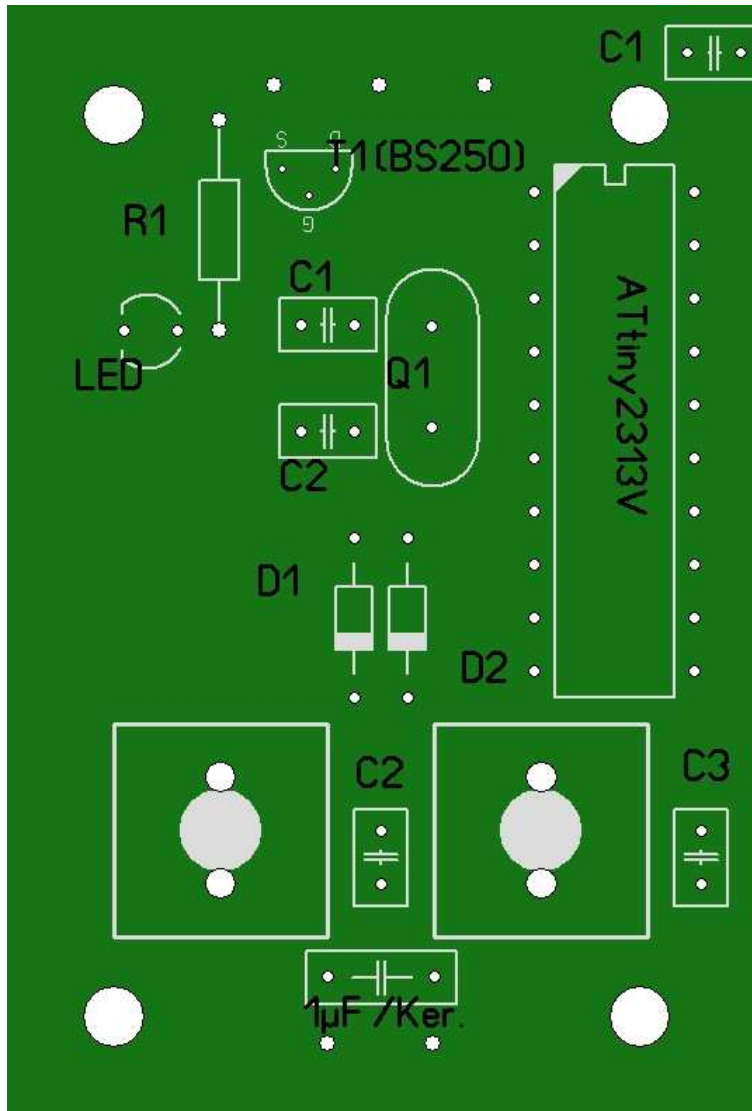 C1
S D
T1(BS250)
R1
G
C1
ATtiny2313V
LED
Q1
C2
D1
D2
C2
C3
1µF /Ker.